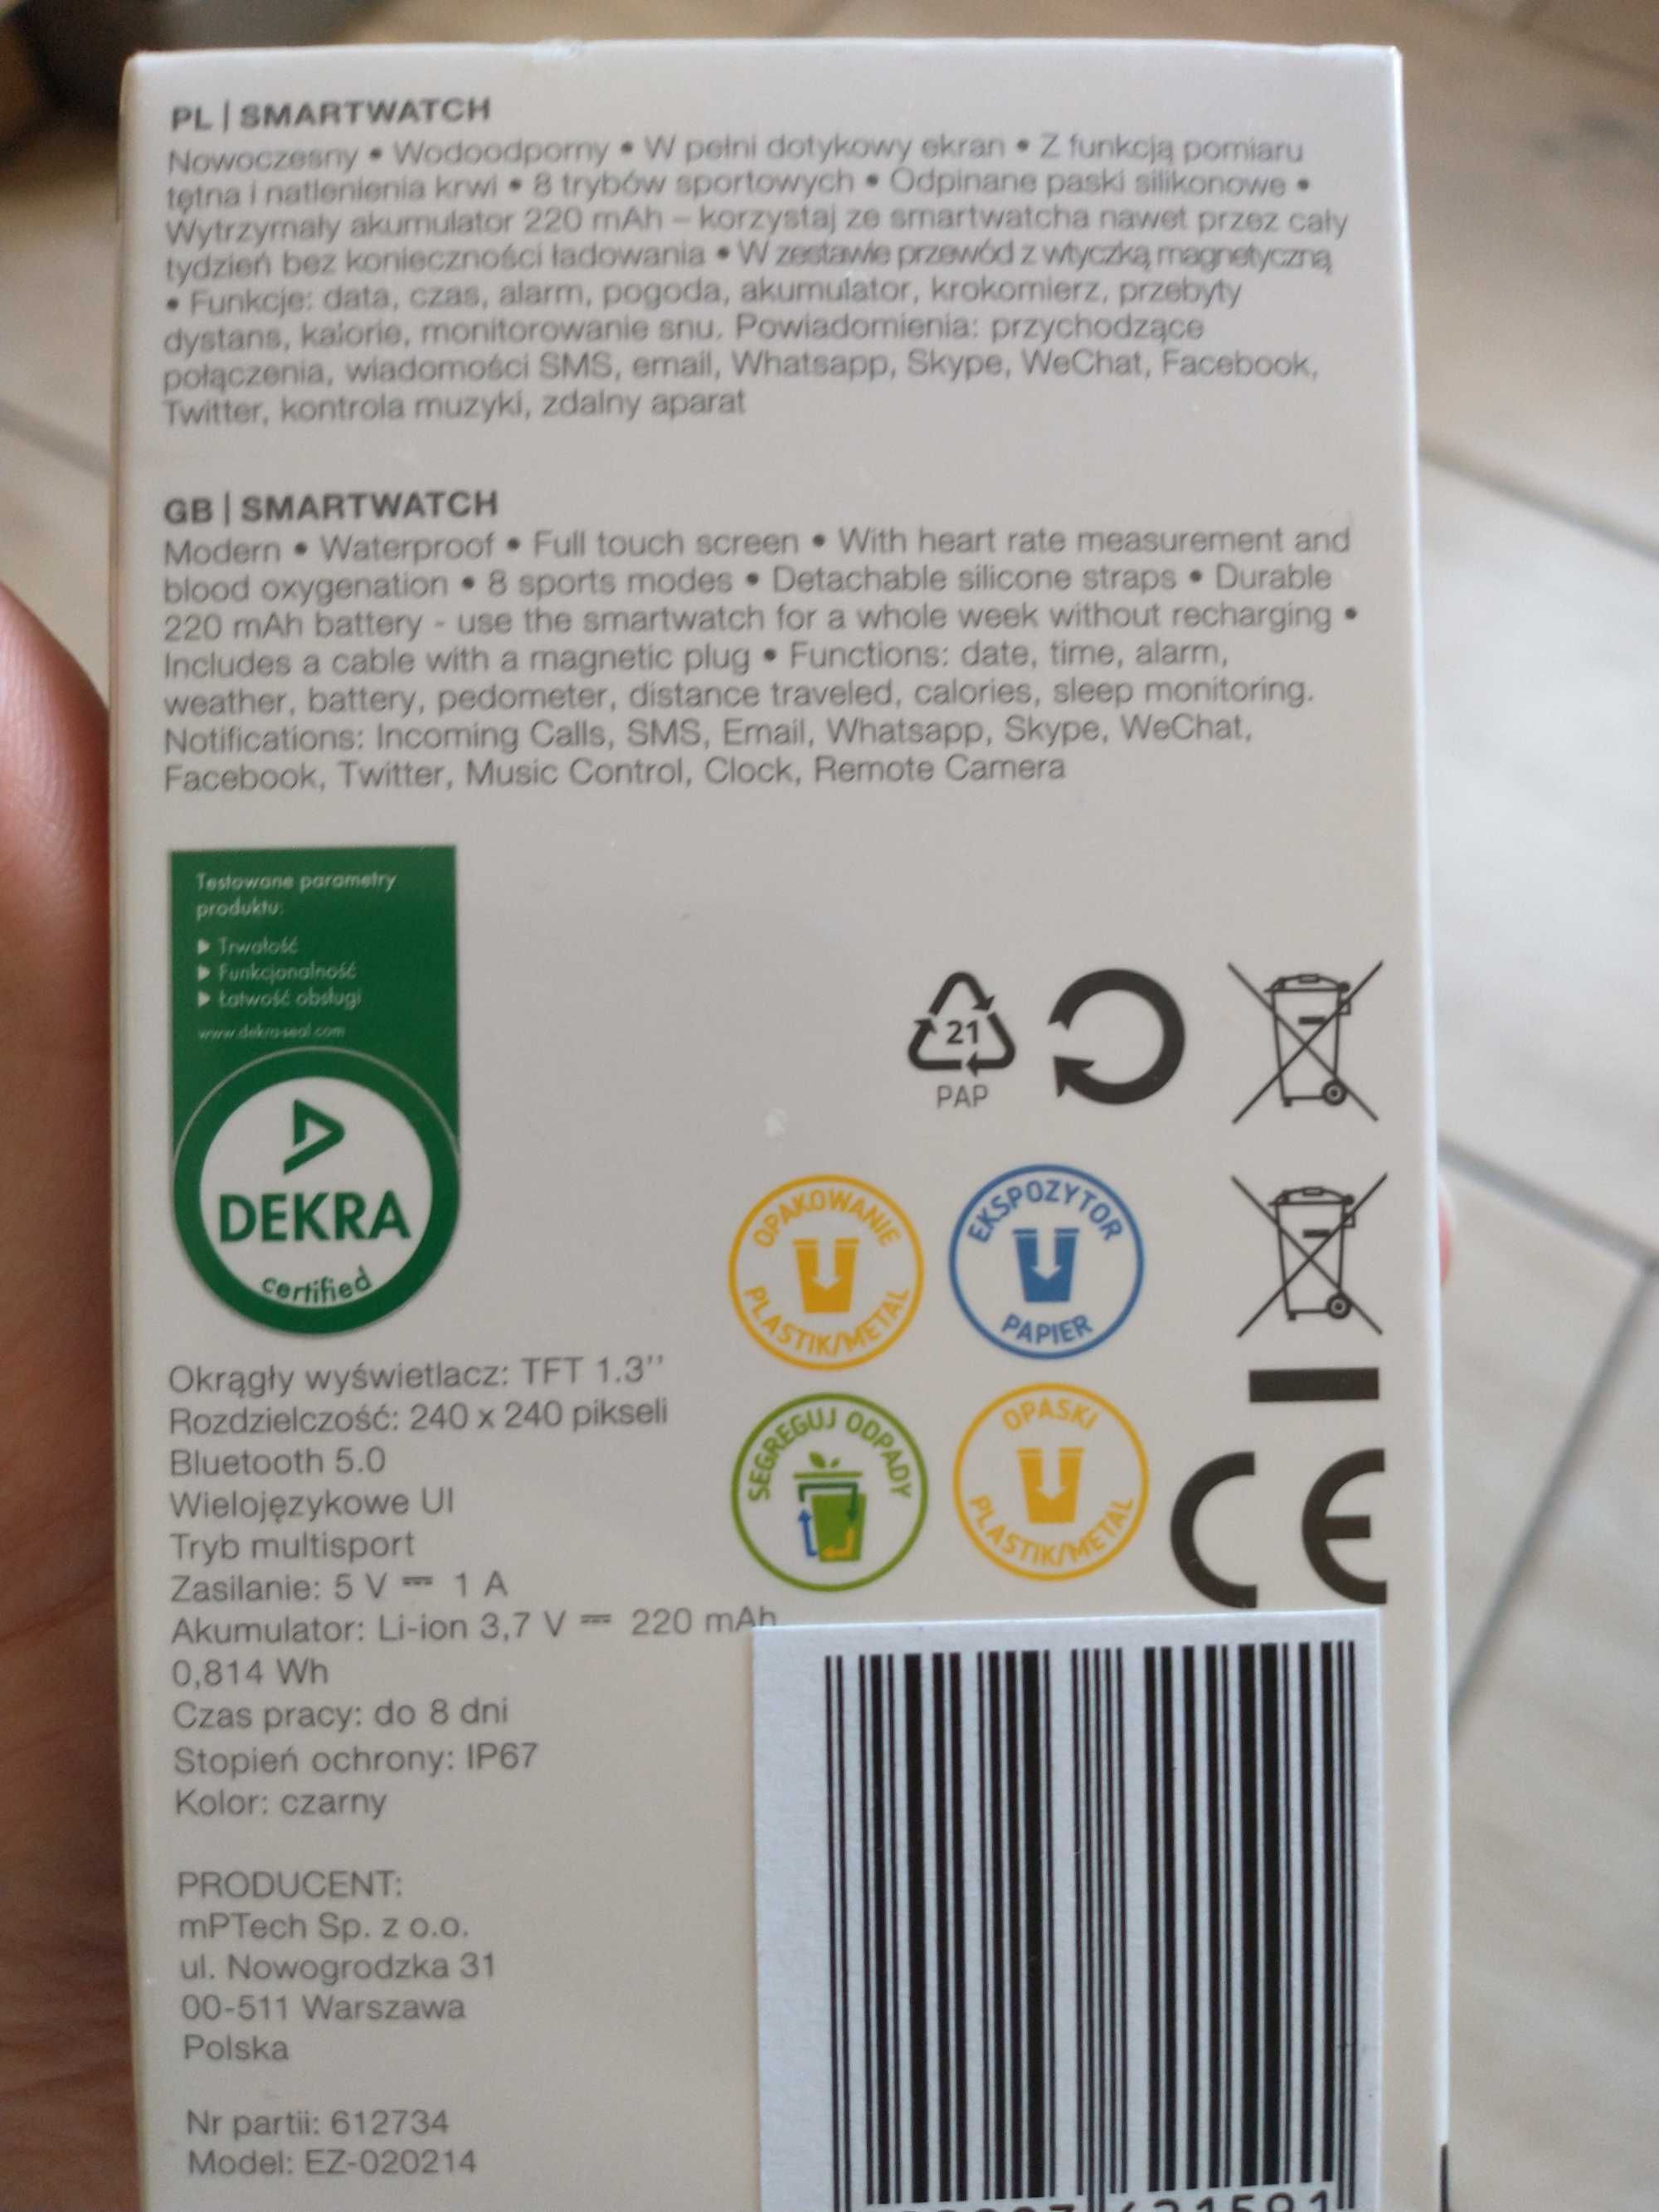 PL | SMARTWATCH
Nowoczesny • Wodoodporny • W pełni dotykowy ekran • Z funkcją pomiaru
tętna i natlenienia krwi • 8 trybów sportowych • Odpinane paski silikonowe •
Wytrzymały akumulator 220 mAh – korzystaj ze smartwatcha nawet przez cały
tydzień bez konieczności ładowania • W zestawie przewód z wtyczką magnetyczną
• Funkcje: data, czas, alarm, pogoda, akumulator, krokomierz, przebyty
dystans, kalorie, monitorowanie snu. Powiadomienia: przychodzące
połączenia, wiadomości SMS, email, Whatsapp, Skype, WeChat, Facebook,
Twitter, kontrola muzyki, zdalny aparat
GB | SMARTWATCH
Modern • Waterproof • Full touch screen • With heart rate measurement and
blood oxygenation • 8 sports modes • Detachable silicone straps • Durable
220 mAh battery - use the smartwatch for a whole week without recharging •
Includes a cable with a magnetic plug • Functions: date, time, alarm,
weather, battery, pedometer, distance traveled, calories, sleep monitoring.
Notifications: Incoming Calls, SMS, Email, Whatsapp, Skype, WeChat,
Facebook, Twitter, Music Control, Clock, Remote Camera
Testowane parametry
produktu:
Trwałość
Funkcjonalność
Łatwość obsługi
www.dekra-seal.com
DEKRA
certified
21
PAP
OPAKOWANIE
PLASTIK/METAL
EKSPOZYTOR
PAPIER
SEGREGUJ ODPADY
OPASKI
PLASTIK/METAL
CE
Okrągły wyświetlacz: TFT 1.3''
Rozdzielczość: 240 x 240 pikseli
Bluetooth 5.0
Wielojęzykowe UI
Tryb multisport
Zasilanie: 5 V ⎓ 1 A
Akumulator: Li-ion 3,7 V ⎓ 220 mAh
0,814 Wh
Czas pracy: do 8 dni
Stopień ochrony: IP67
Kolor: czarny
PRODUCENT:
mPTech Sp. z o.o.
ul. Nowogrodzka 31
00-511 Warszawa
Polska
Nr partii: 612734
Model: EZ-020214